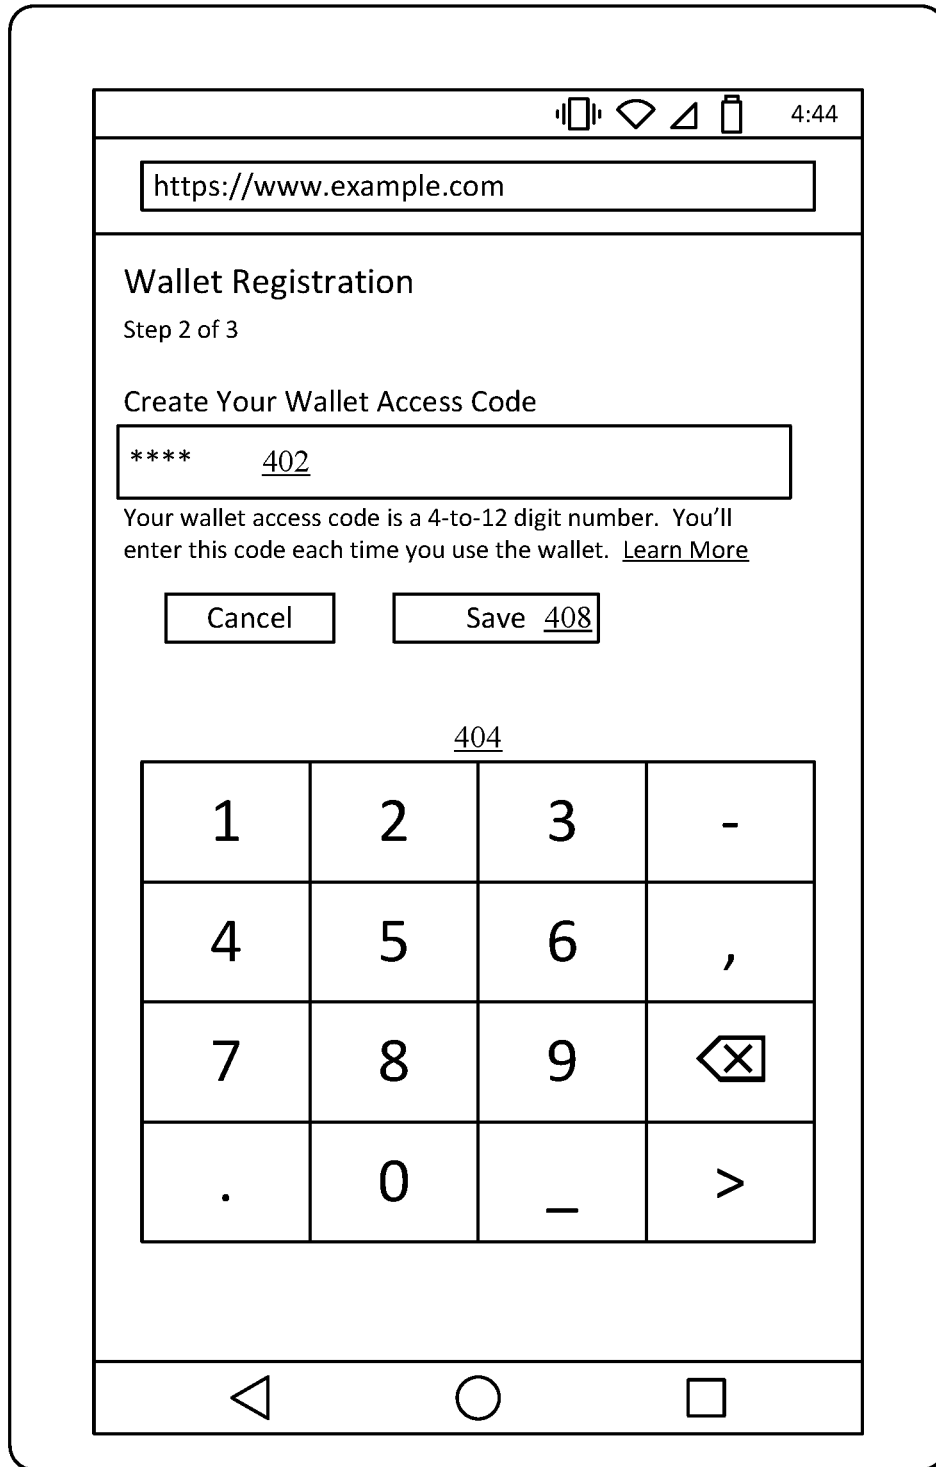 4:44
https://www.example.com
Wallet Registration
Step 2 of 3
Create Your Wallet Access Code
**** 402
Your wallet access code is a 4-to-12 digit number. You'll
enter this code each time you use the wallet. Learn More
Cancel Save 408
404
1 2 3 -
4 5 6 ,
7 8 9
. 0 _ >